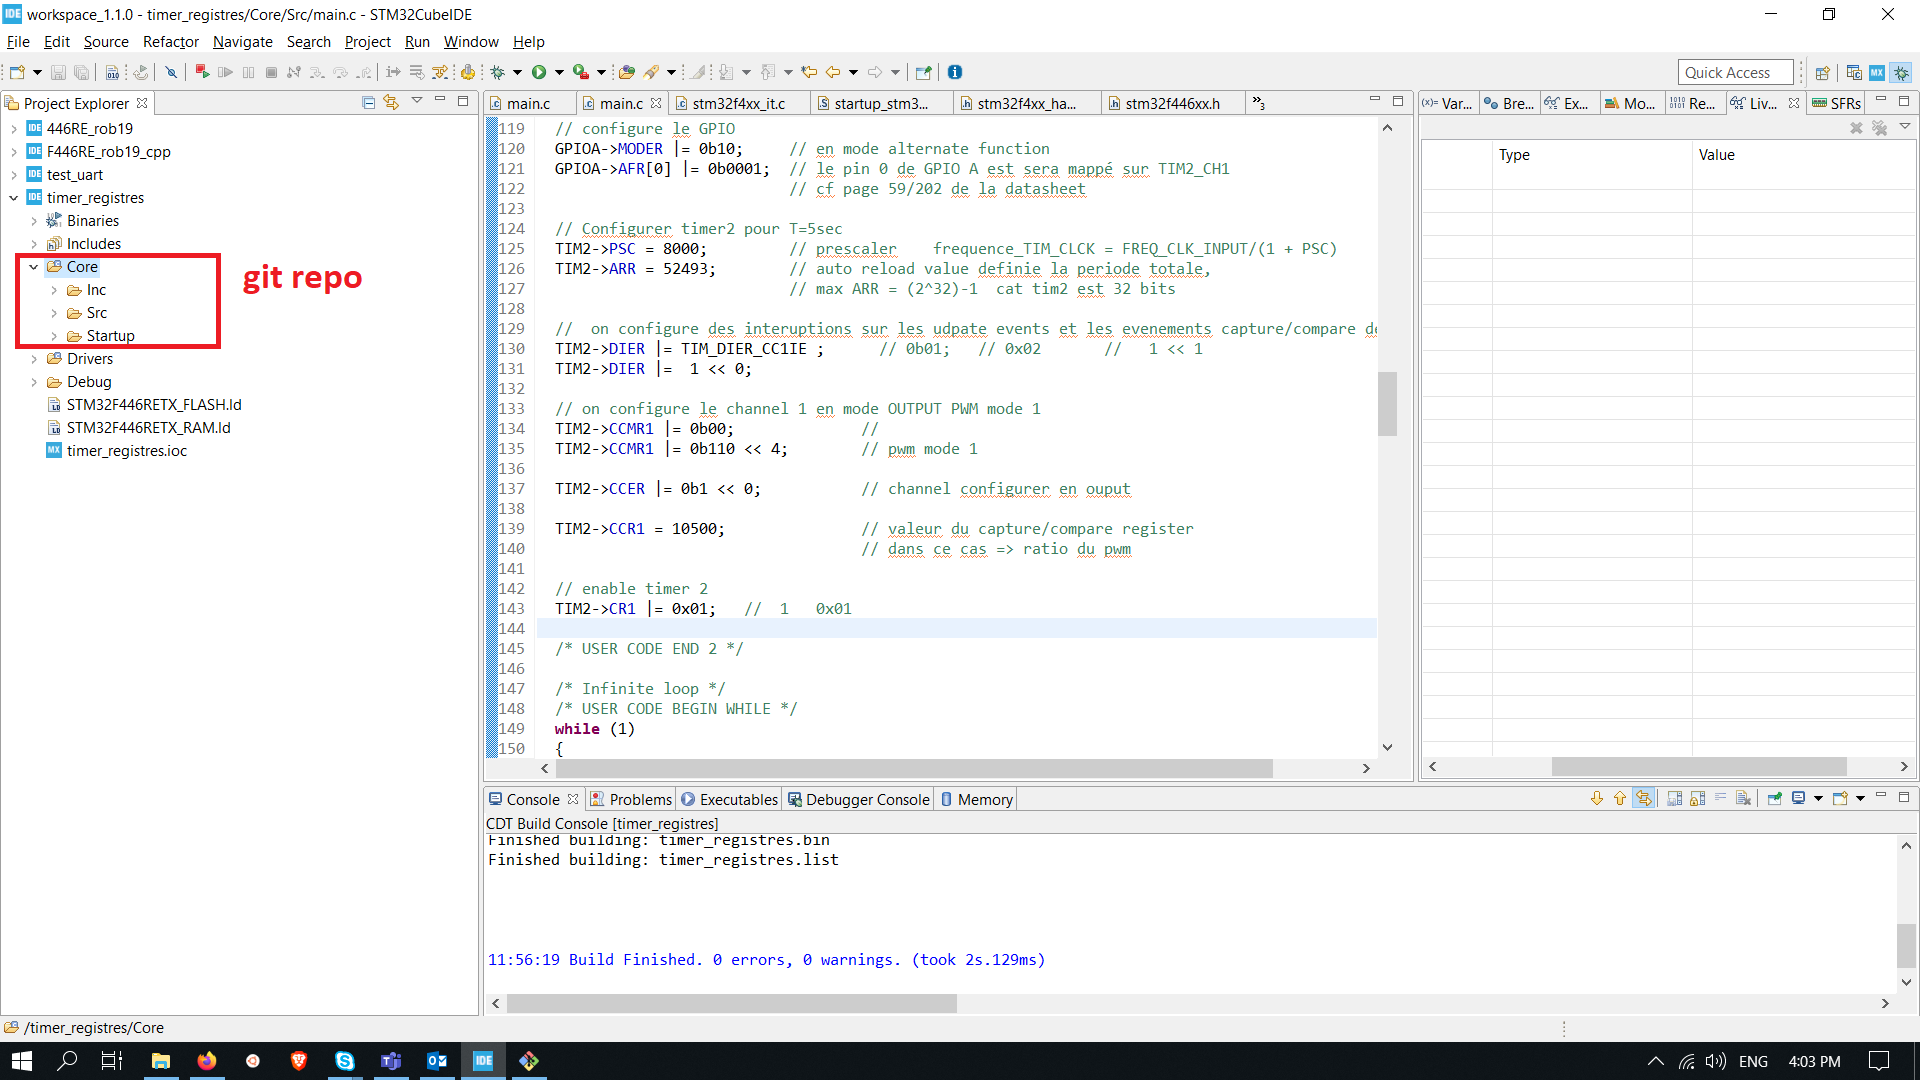 workspace_1.1.0 - timer_registres/Core/Src/main.c - STM32CubeIDE
File Edit Source Refactor Navigate Search Project Run Window Help
Quick Access
Project Explorer
446RE_rob19
F446RE_rob19_cpp
test_uart
timer_registres
Binaries
Includes
Core
Inc
Src
Startup
Drivers
Debug
STM32F446RETX_FLASH.ld
STM32F446RETX_RAM.ld
timer_registres.ioc
git repo
main.c main.c stm32f4xx_it.c startup_stm3... stm32f4xx_ha... stm32f446xx.h »3
119 // configure le GPIO
120 GPIOA->MODER |= 0b10; // en mode alternate function
121 GPIOA->AFR[0] |= 0b0001; // le pin 0 de GPIO A est sera mappé sur TIM2_CH1
122 // cf page 59/202 de la datasheet
123
124 // Configurer timer2 pour T=5sec
125 TIM2->PSC = 8000; // prescaler frequence_TIM_CLCK = FREQ_CLK_INPUT/(1 + PSC)
126 TIM2->ARR = 52493; // auto reload value definie la periode totale,
127 // max ARR = (2^32)-1 cat tim2 est 32 bits
128
129 // on configure des interuptions sur les udpate events et les evenements capture/compare de
130 TIM2->DIER |= TIM_DIER_CC1IE ; // 0b01; // 0x02 // 1 << 1
131 TIM2->DIER |= 1 << 0;
132
133 // on configure le channel 1 en mode OUTPUT PWM mode 1
134 TIM2->CCMR1 |= 0b00; //
135 TIM2->CCMR1 |= 0b110 << 4; // pwm mode 1
136
137 TIM2->CCER |= 0b1 << 0; // channel configurer en ouput
138
139 TIM2->CCR1 = 10500; // valeur du capture/compare register
140 // dans ce cas => ratio du pwm
141
142 // enable timer 2
143 TIM2->CR1 |= 0x01; // 1 0x01
144
145 /* USER CODE END 2 */
146
147 /* Infinite loop */
148 /* USER CODE BEGIN WHILE */
149 while (1)
150 {
(x)= Var... Bre... Ex... Mo... Re... Liv... SFRs
Type Value
Console Problems Executables Debugger Console Memory
CDT Build Console [timer_registres]
Finished building: timer_registres.bin
Finished building: timer_registres.list
11:56:19 Build Finished. 0 errors, 0 warnings. (took 2s.129ms)
/timer_registres/Core
IDE
ENG 4:03 PM